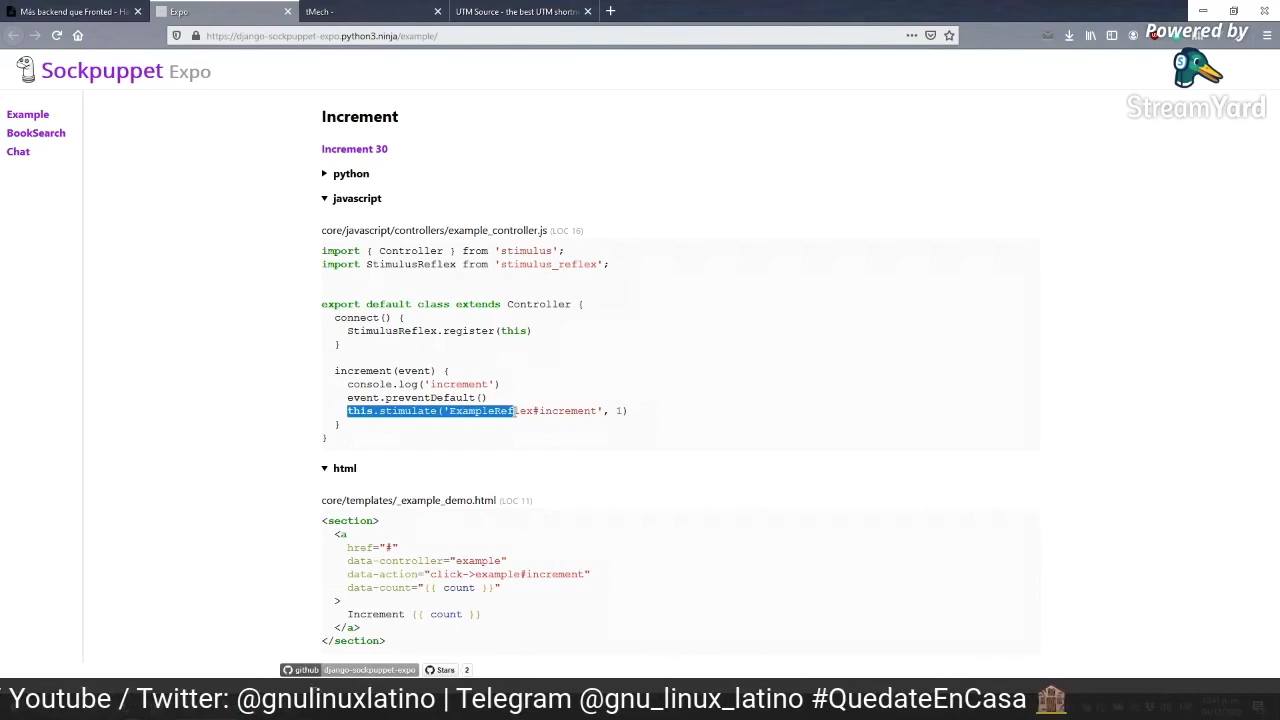 Más backend que Fronted - Ha
Expo
tMech -
UTM Source - the best UTM shortn
https://django-sockpuppet-expo.python3.ninja/example/
Powered by
StreamYard
Sockpuppet Expo
Example
BookSearch
Chat
Increment
Increment 30
python
javascript
core/javascript/controllers/example_controller.js (LOC 16)
import { Controller } from 'stimulus';
import StimulusReflex from 'stimulus_reflex';
export default class extends Controller {
connect() {
StimulusReflex.register(this)
}
increment(event) {
console.log('increment')
event.preventDefault()
this.stimulate('ExampleReflex#increment', 1)
}
}
html
core/templates/_example_demo.html (LOC 11)
<section>
<a
href="#"
data-controller="example"
data-action="click->example#increment"
data-count="{{ count }}"
>
Increment {{ count }}
</a>
</section>
github django-sockpuppet-expo Stars 2
/ Youtube / Twitter: @gnulinuxlatino | Telegram @gnu_linux_latino #QuedateEnCasa